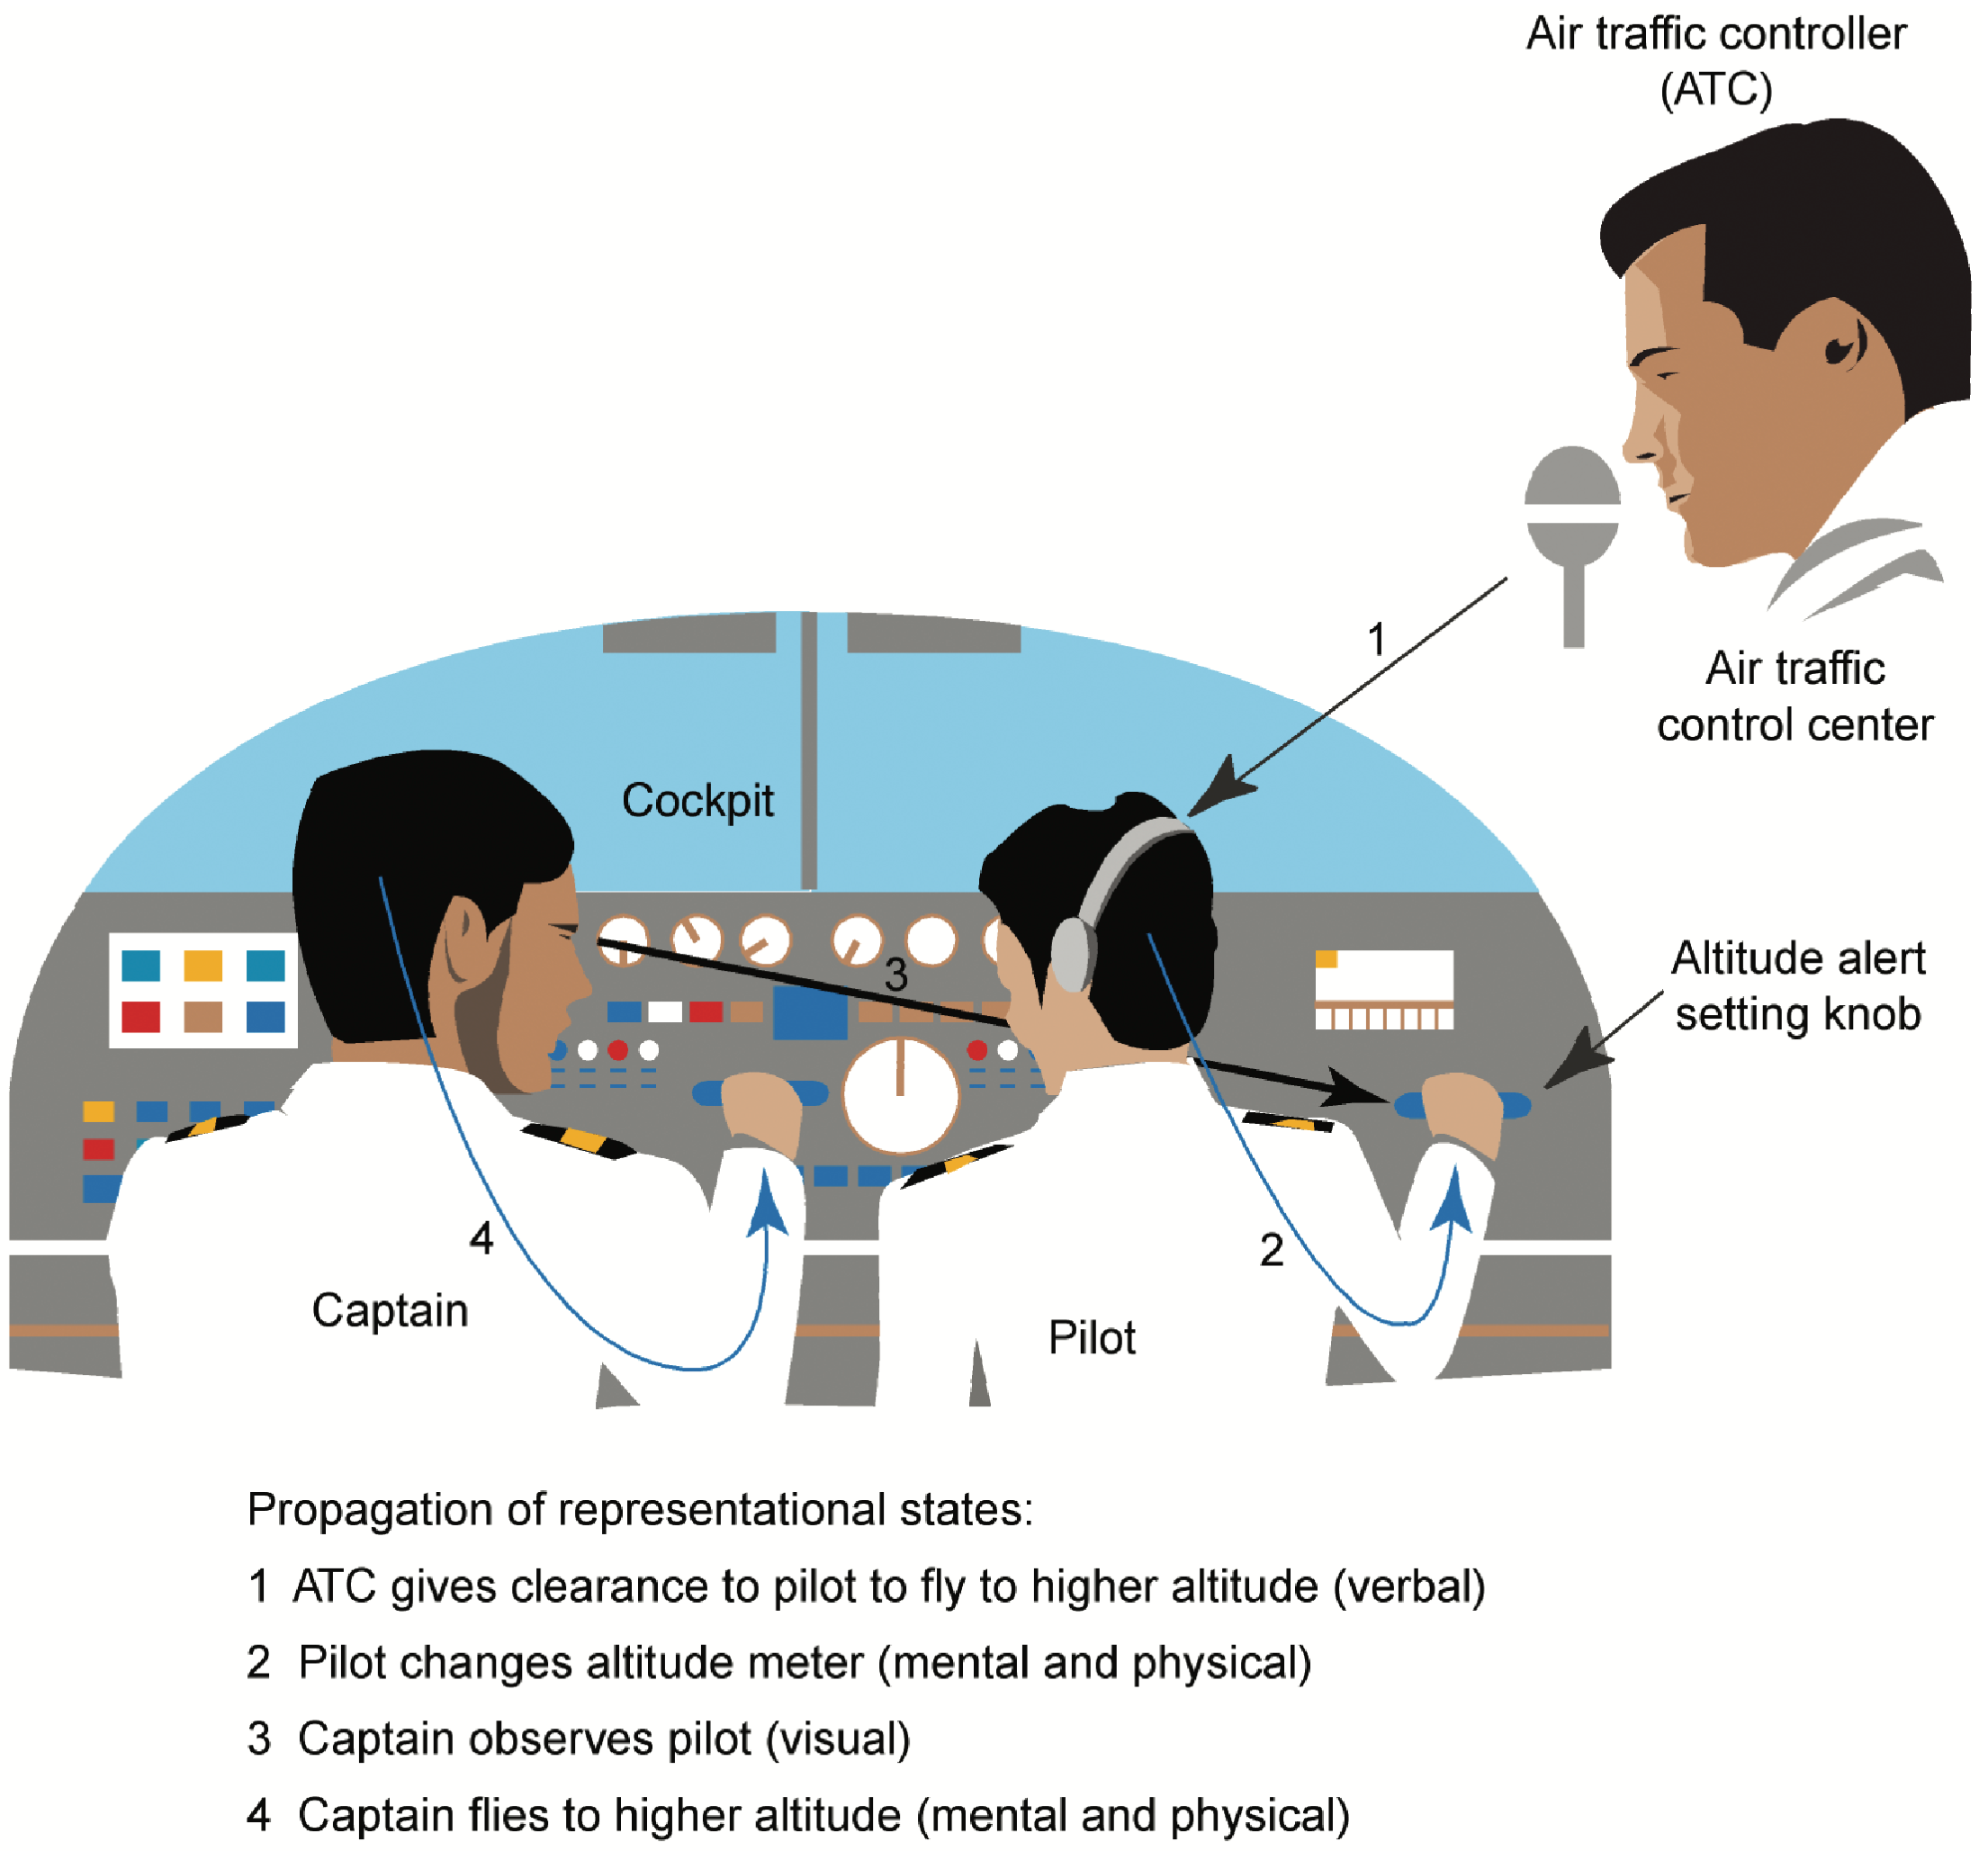 Air traffic controller
(ATC)
1
Air traffic
control center
Cockpit
3
Altitude alert
setting knob
4
2
Captain
Pilot
Propagation of representational states:
1 ATC gives clearance to pilot to fly to higher altitude (verbal)
2 Pilot changes altitude meter (mental and physical)
3 Captain observes pilot (visual)
4 Captain flies to higher altitude (mental and physical)